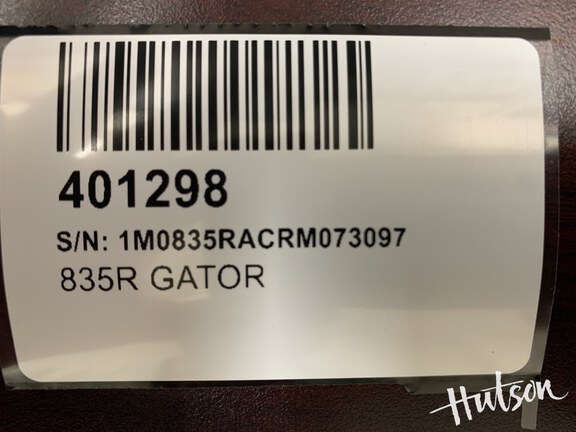 401298
S/N: 1M0835RACRM073097
835R GATOR
Hutson